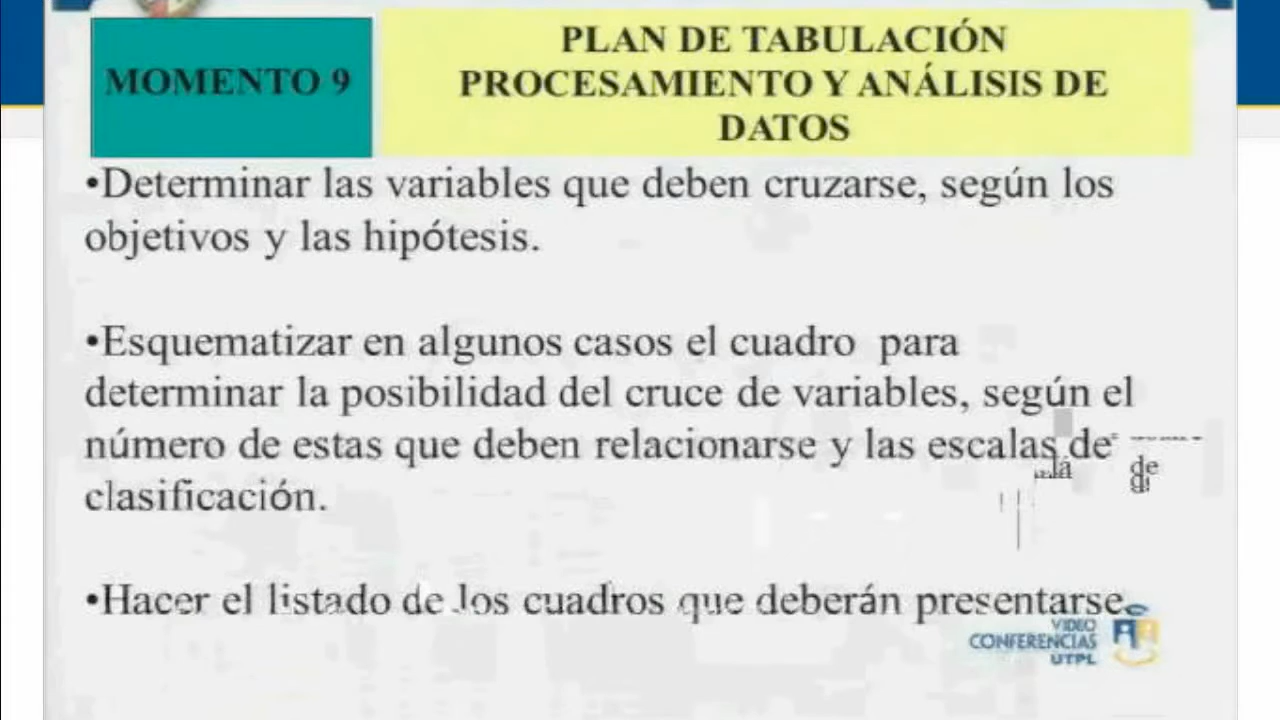 MOMENTO 9
PLAN DE TABULACIÓN
PROCESAMIENTO Y ANÁLISIS DE
DATOS
•Determinar las variables que deben cruzarse, según los
objetivos y las hipótesis.
•Esquematizar en algunos casos el cuadro para
determinar la posibilidad del cruce de variables, según el
número de estas que deben relacionarse y las escalas de
clasificación.
•Hacer el listado de los cuadros que deberán presentarse.
VIDEO
CONFERENCIAS
UTPL